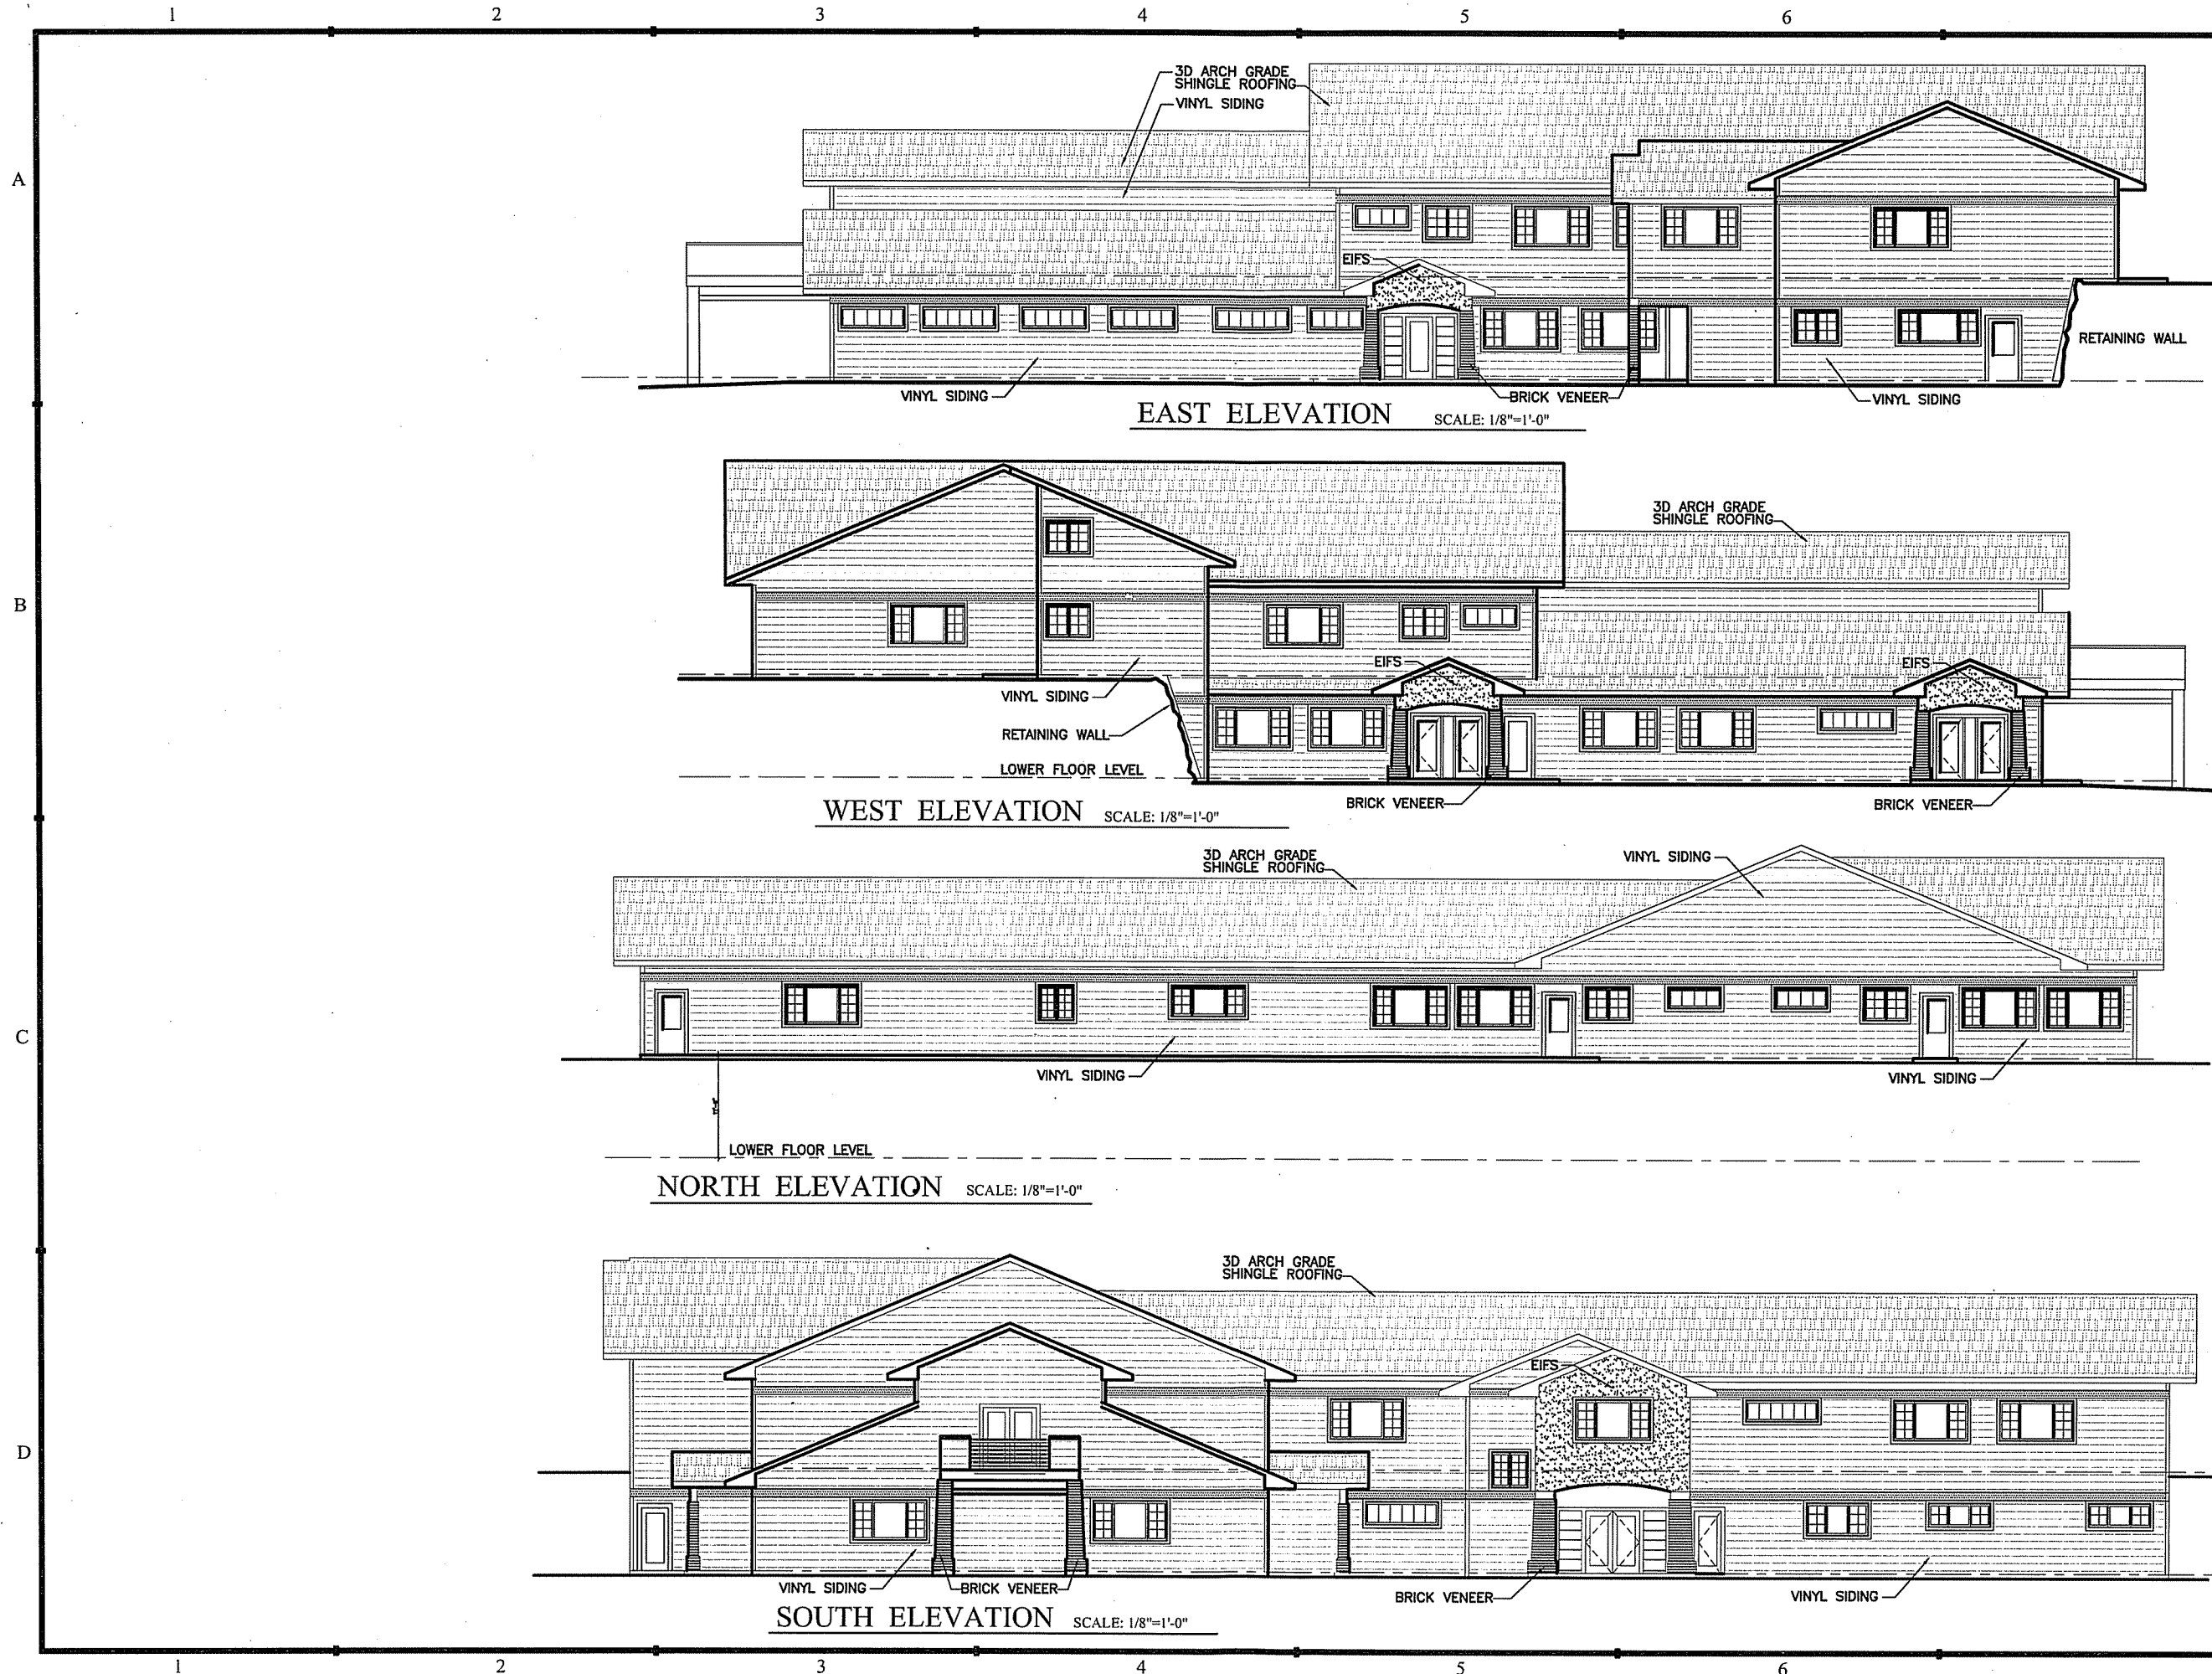 1 2 3 4 5 6
A
3D ARCH GRADE
SHINGLE ROOFING
VINYL SIDING
EIFS
RETAINING WALL
VINYL SIDING
BRICK VENEER
VINYL SIDING
EAST ELEVATION SCALE: 1/8"=1'-0"
B
3D ARCH GRADE
SHINGLE ROOFING
EIFS
EIFS
VINYL SIDING
RETAINING WALL
LOWER FLOOR LEVEL
BRICK VENEER
BRICK VENEER
WEST ELEVATION SCALE: 1/8"=1'-0"
C
3D ARCH GRADE
SHINGLE ROOFING
VINYL SIDING
VINYL SIDING
VINYL SIDING
LOWER FLOOR LEVEL
NORTH ELEVATION SCALE: 1/8"=1'-0"
D
3D ARCH GRADE
SHINGLE ROOFING
EIFS
VINYL SIDING
BRICK VENEER
BRICK VENEER
VINYL SIDING
SOUTH ELEVATION SCALE: 1/8"=1'-0"
1 2 3 4 5 6